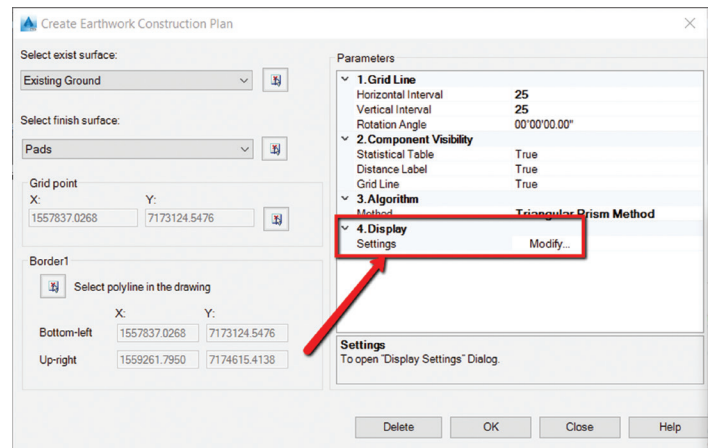 Create Earthwork Construction Plan
Select exist surface:
Existing Ground
Select finish surface:
Pads
Grid point
X: Y:
1557837.0268 7173124.5476
Border1
Select polyline in the drawing
X: Y:
Bottom-left 1557837.0268 7173124.5476
Up-right 1559261.7950 7174615.4138
Parameters
1.Grid Line
Horizontal Interval 25
Vertical Interval 25
Rotation Angle 00°00'00.00"
2.Component Visibility
Statistical Table True
Distance Label True
Grid Line True
3.Algorithm
Method Triangular Prism Method
4.Display
Settings Modify...
Settings
To open "Display Settings" Dialog.
Delete OK Close Help